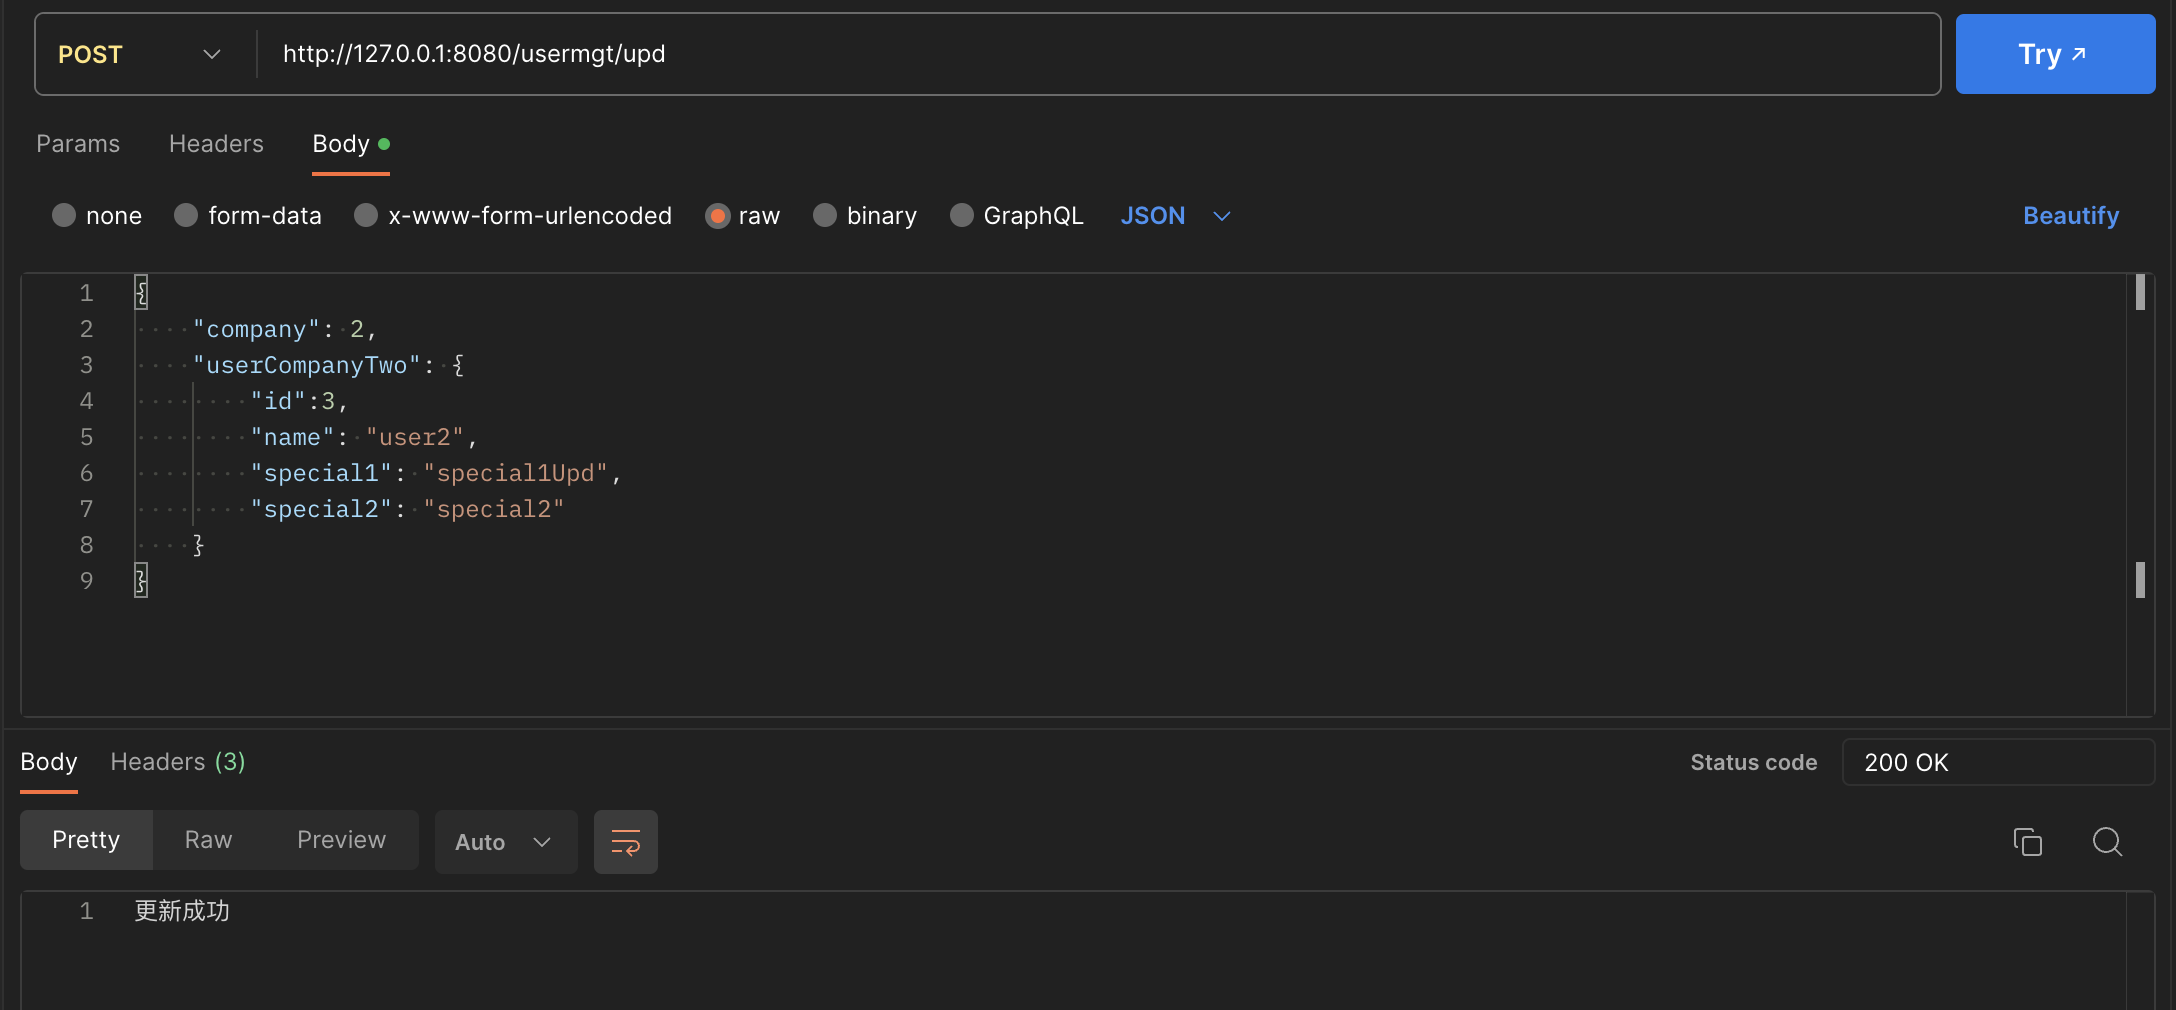 POST http://127.0.0.1:8080/usermgt/upd Try ↗
Params Headers Body
none form-data x-www-form-urlencoded raw binary GraphQL JSON Beautify
1 {
2 "company": 2,
3 "userCompanyTwo": {
4 "id":3,
5 "name": "user2",
6 "special1": "special1Upd",
7 "special2": "special2"
8 }
9 }
Body Headers (3) Status code 200 OK
Pretty Raw Preview Auto
1 更新成功